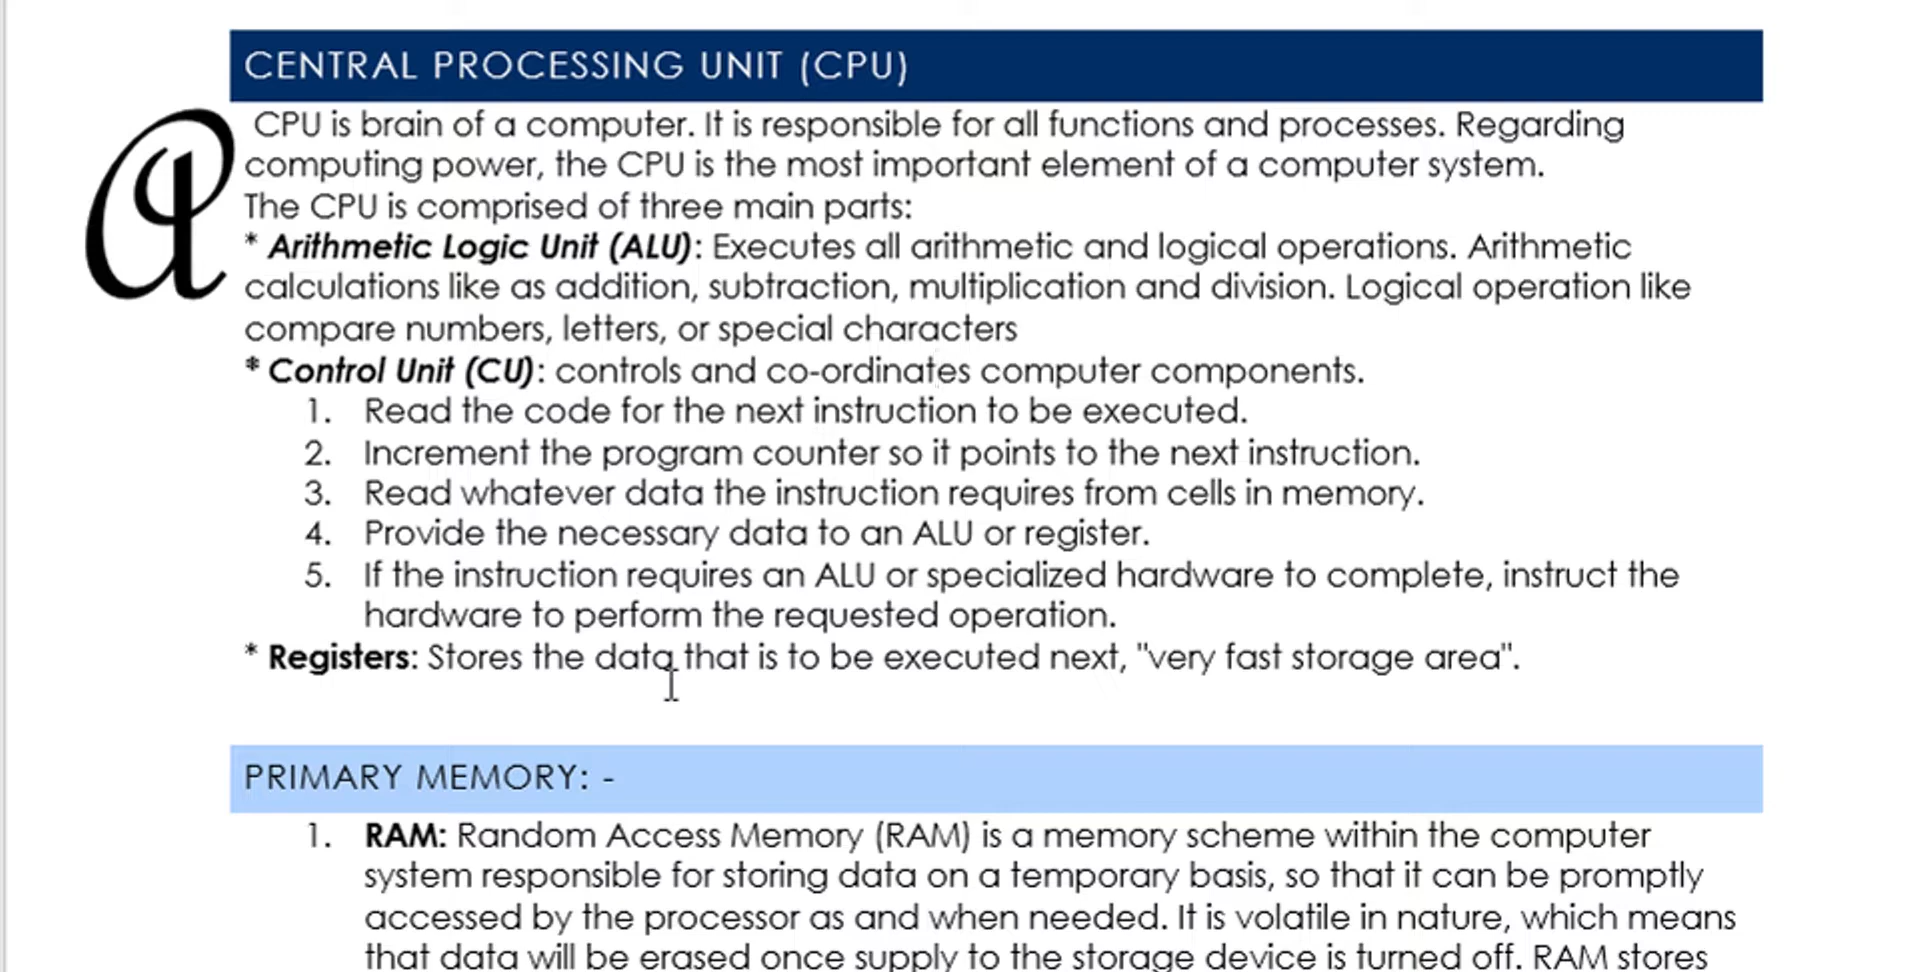 CENTRAL PROCESSING UNIT (CPU)
A
CPU is brain of a computer. It is responsible for all functions and processes. Regarding
computing power, the CPU is the most important element of a computer system.
The CPU is comprised of three main parts:
* Arithmetic Logic Unit (ALU): Executes all arithmetic and logical operations. Arithmetic
calculations like as addition, subtraction, multiplication and division. Logical operation like
compare numbers, letters, or special characters
* Control Unit (CU): controls and co-ordinates computer components.
1. Read the code for the next instruction to be executed.
2. Increment the program counter so it points to the next instruction.
3. Read whatever data the instruction requires from cells in memory.
4. Provide the necessary data to an ALU or register.
5. If the instruction requires an ALU or specialized hardware to complete, instruct the
hardware to perform the requested operation.
* Registers: Stores the data that is to be executed next, "very fast storage area".
PRIMARY MEMORY: -
1. RAM: Random Access Memory (RAM) is a memory scheme within the computer
system responsible for storing data on a temporary basis, so that it can be promptly
accessed by the processor as and when needed. It is volatile in nature, which means
that data will be erased once supply to the storage device is turned off. RAM stores